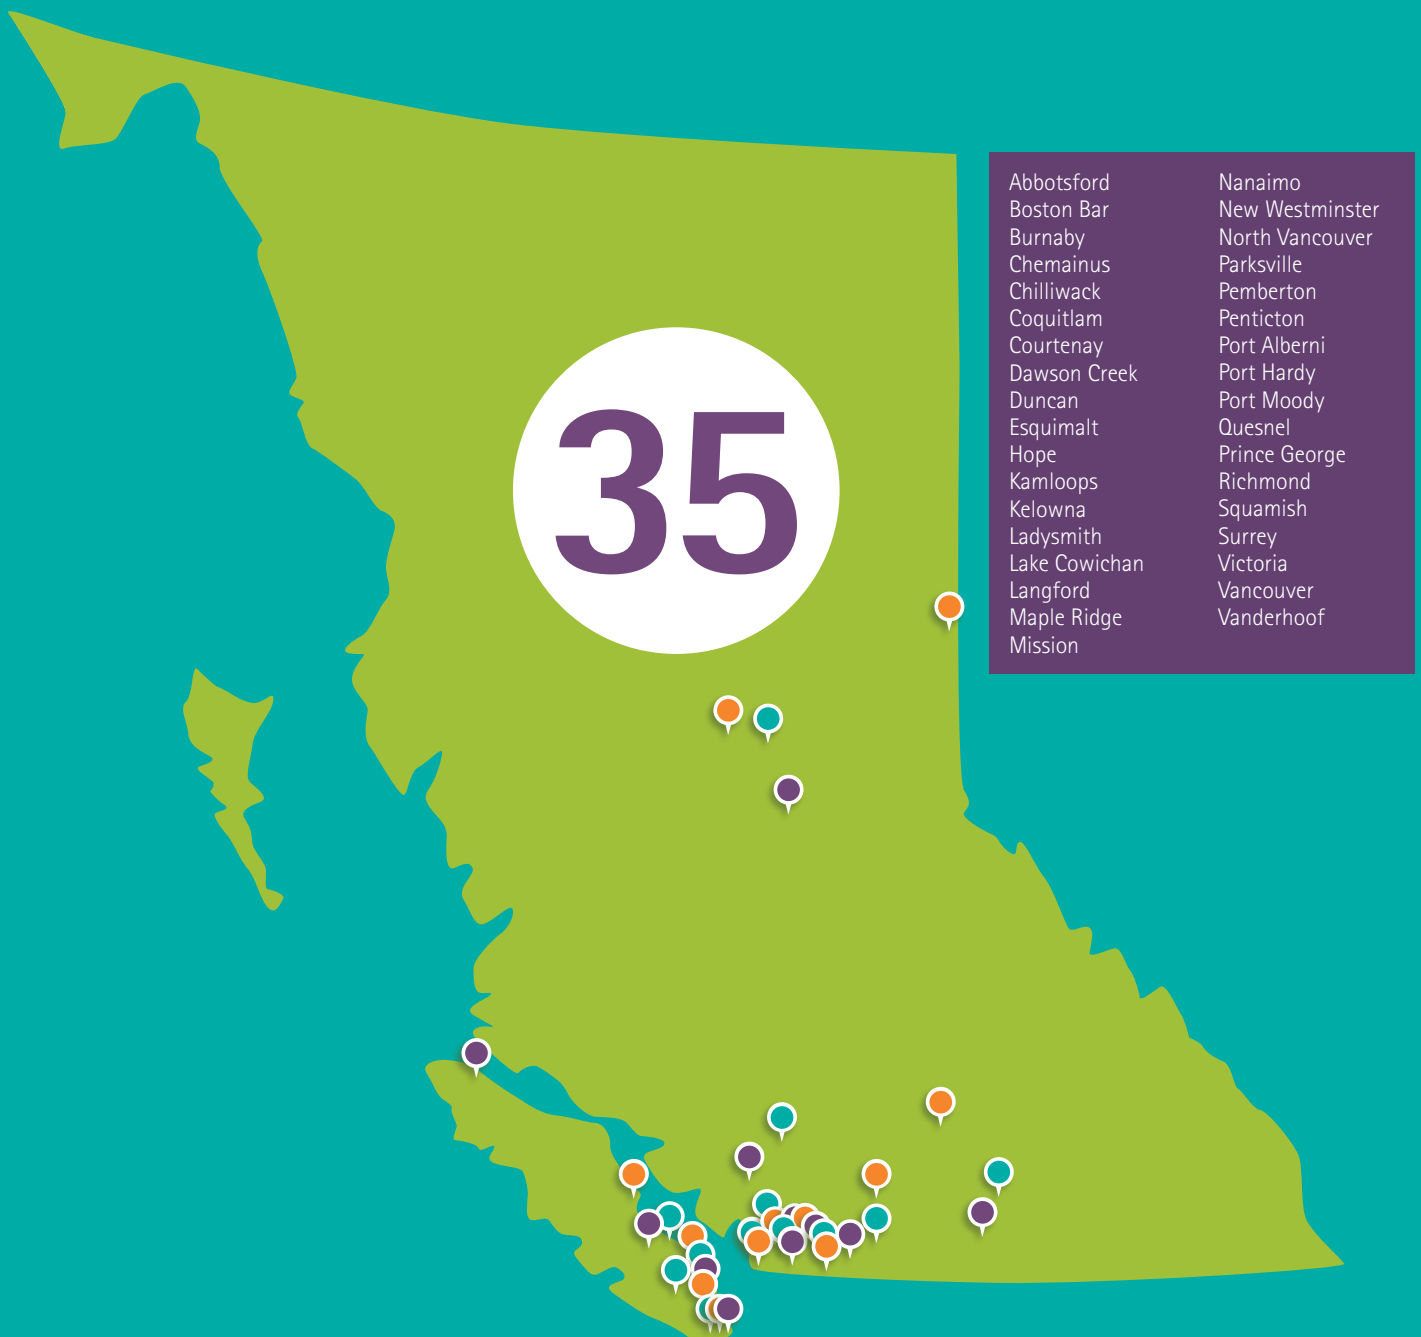 35
Abbotsford
Boston Bar
Burnaby
Chemainus
Chilliwack
Coquitlam
Courtenay
Dawson Creek
Duncan
Esquimalt
Hope
Kamloops
Kelowna
Ladysmith
Lake Cowichan
Langford
Maple Ridge
Mission
Nanaimo
New Westminster
North Vancouver
Parksville
Pemberton
Penticton
Port Alberni
Port Hardy
Port Moody
Quesnel
Prince George
Richmond
Squamish
Surrey
Victoria
Vancouver
Vanderhoof